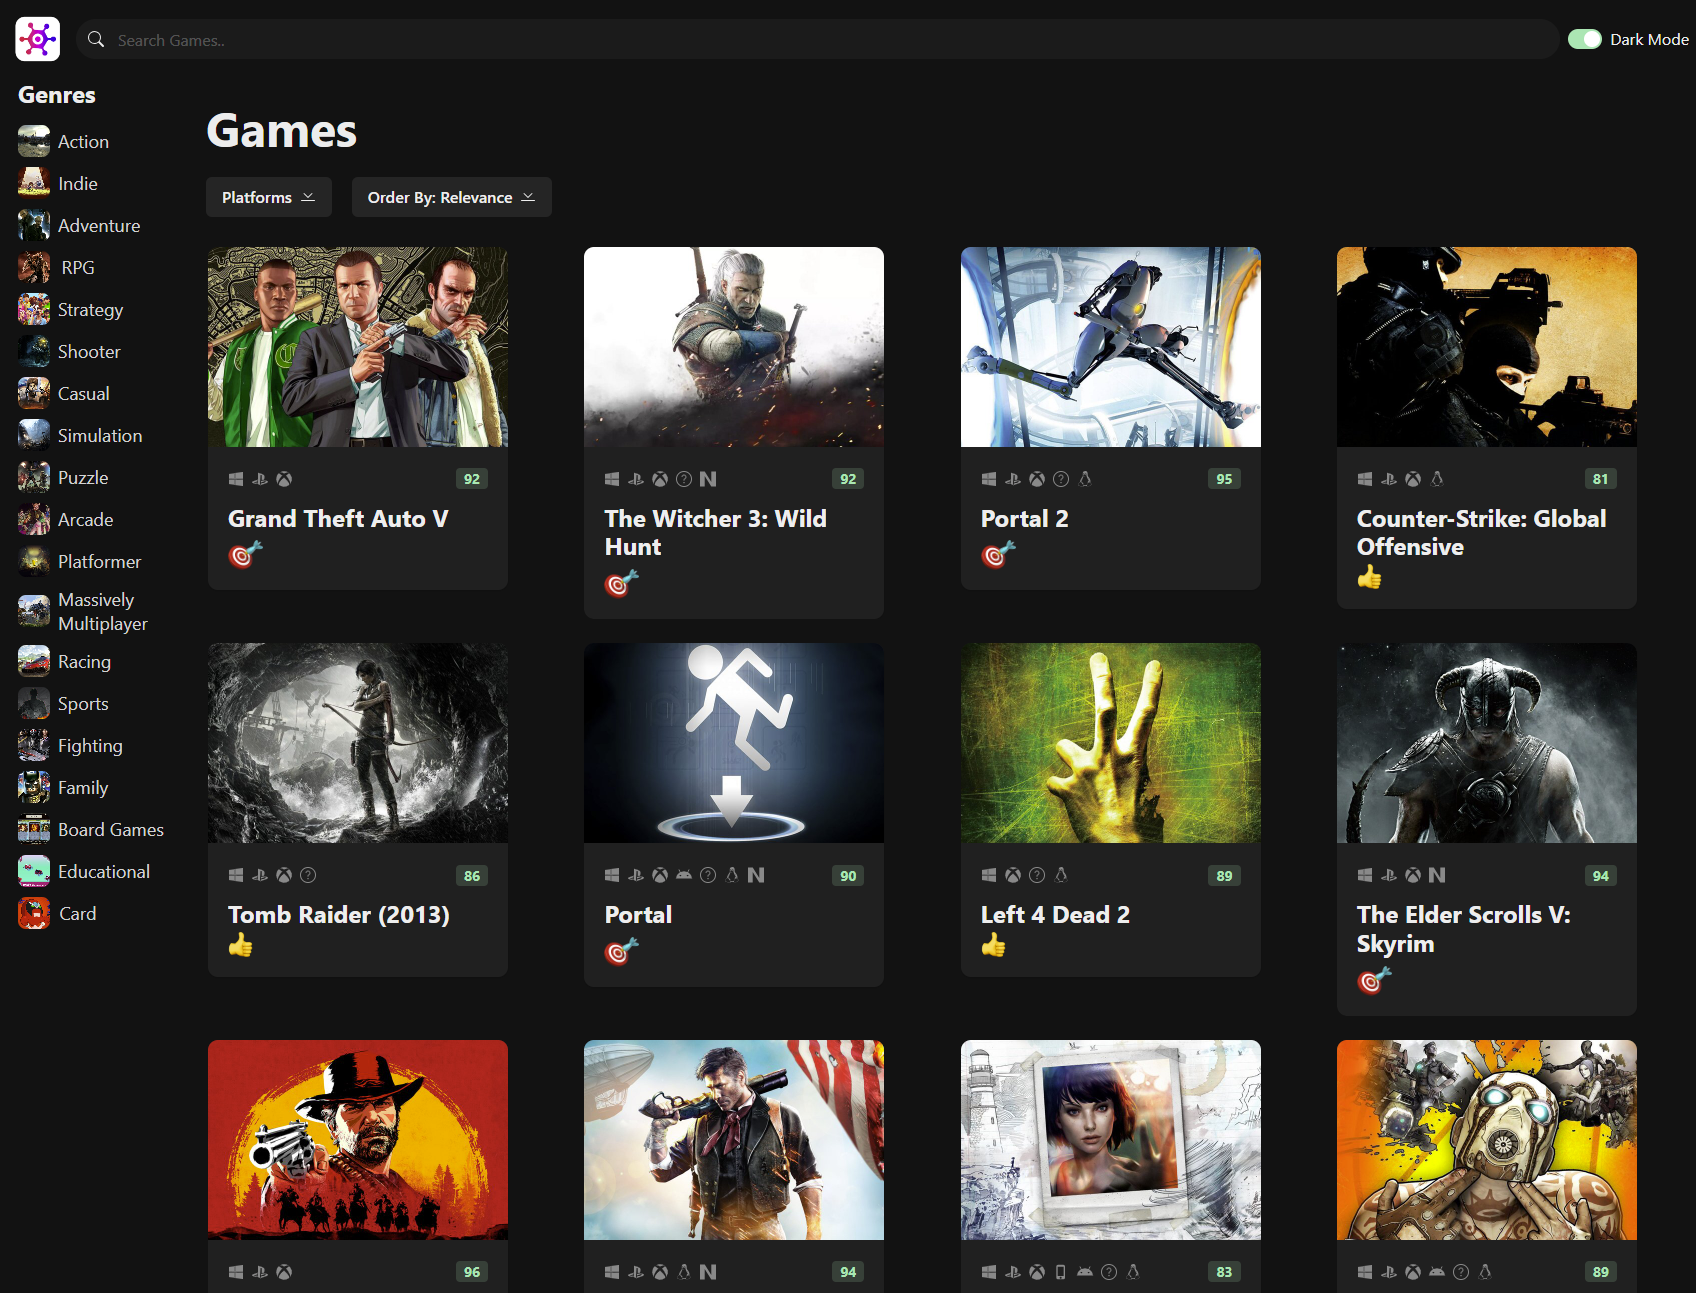 Search Games..
Dark Mode
Genres
Action
Indie
Adventure
RPG
Strategy
Shooter
Casual
Simulation
Puzzle
Arcade
Platformer
Massively
Multiplayer
Racing
Sports
Fighting
Family
Board Games
Educational
Card
Games
Platforms
Order By: Relevance
92
Grand Theft Auto V
92
The Witcher 3: Wild
Hunt
95
Portal 2
81
Counter-Strike: Global
Offensive
86
Tomb Raider (2013)
90
Portal
89
Left 4 Dead 2
94
The Elder Scrolls V:
Skyrim
96
94
83
89